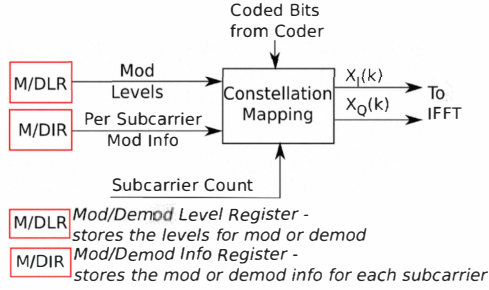 Coded Bits
from Coder
M/DLR
Mod
Levels
M/DIR
Per Subcarrier
Mod Info
Constellation
Mapping
X_I(k)
X_Q(k)
To
IFFT
Subcarrier Count
M/DLR Mod/Demod Level Register -
stores the levels for mod or demod
M/DIR Mod/Demod Info Register -
stores the mod or demod info for each subcarrier